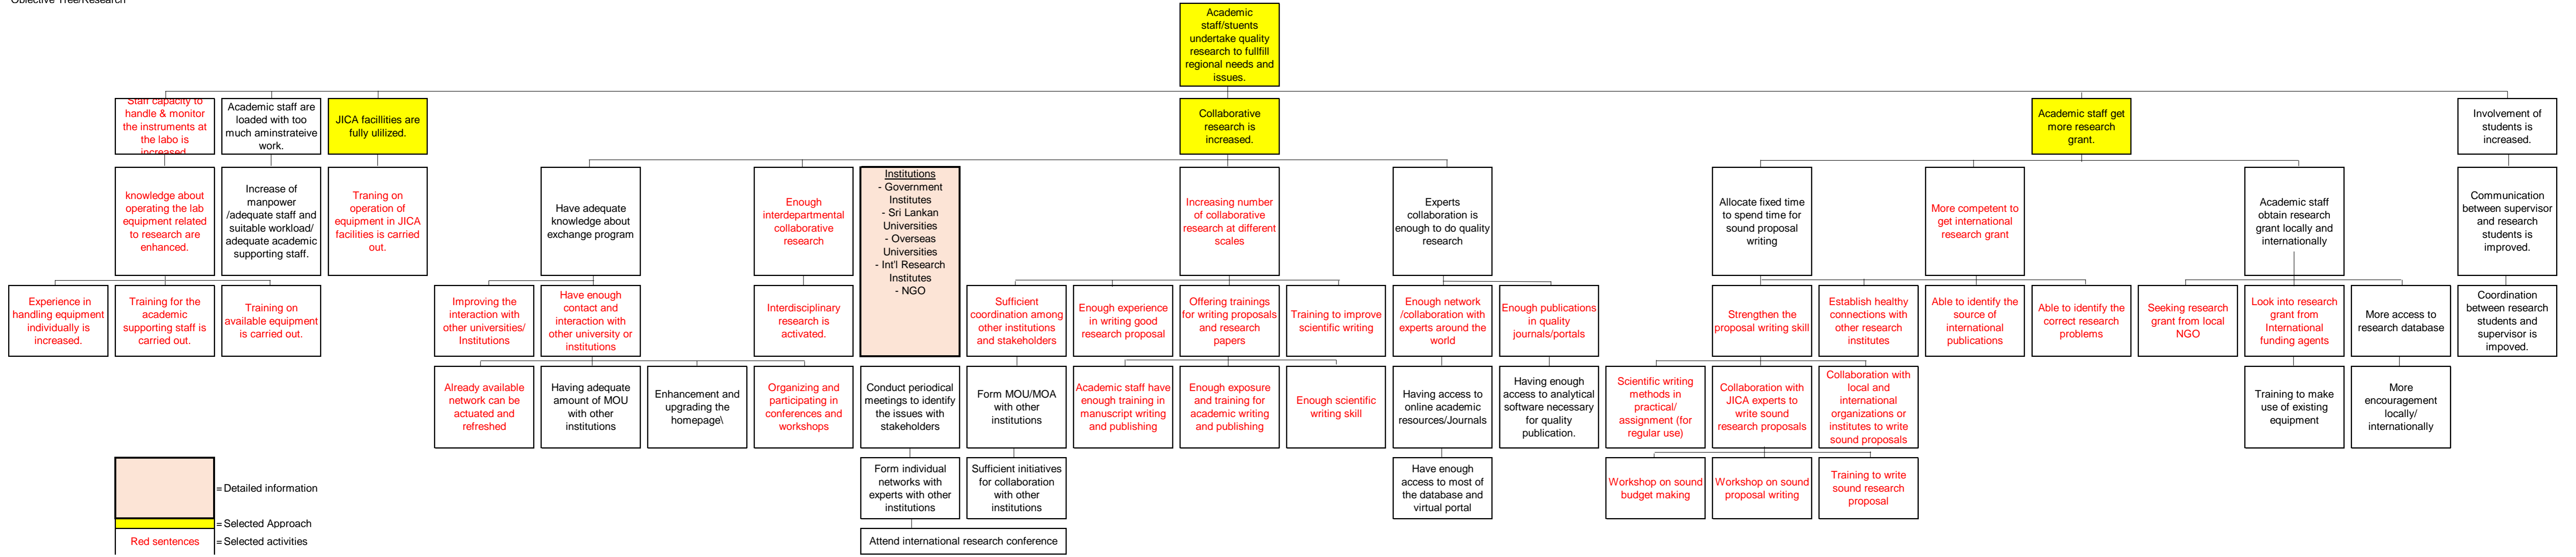 Objective Tree/Research
Academic
staff/stuents
undertake quality
research to fullfill
regional needs and
issues.
Staff capacity to
handle & monitor
the instruments at
the labo is
increased.
Academic staff are
loaded with too
much aminstrateive
work.
JICA facillities are
fully ulilized.
Collaborative
research is
increased.
Academic staff get
more research
grant.
Involvement of
students is
increased.
knowledge about
operating the lab
equipment related
to research are
enhanced.
Increase of
manpower
/adequate staff and
suitable workload/
adequate academic
supporting staff.
Traning on
operation of
equipment in JICA
facilities is carried
out.
Have adequate
knowledge about
exchange program
Enough
interdepartmental
collaborative
research
Institutions
- Government
Institutes
- Sri Lankan
Universities
- Overseas
Universities
- Int'l Research
Institutes
- NGO
Increasing number
of collaborative
research at different
scales
Experts
collaboration is
enough to do quality
research
Allocate fixed time
to spend time for
sound proposal
writing
More competent to
get international
research grant
Academic staff
obtain research
grant locally and
internationally
Communication
between supervisor
and research
students is
improved.
Experience in
handling equipment
individually is
increased.
Training for the
academic
supporting staff is
carried out.
Training on
available equipment
is carried out.
Improving the
interaction with
other universities/
Institutions
Have enough
contact and
interaction with
other university or
institutions
Interdisciplinary
research is
activated.
Sufficient
coordination among
other institutions
and stakeholders
Enough experience
in writing good
research proposal
Offering trainings
for writing proposals
and research
papers
Training to improve
scientific writing
Enough network
/collaboration with
experts around the
world
Enough publications
in quality
journals/portals
Strengthen the
proposal writing skill
Establish healthy
connections with
other research
institutes
Able to identify the
source of
international
publications
Able to identify the
correct research
problems
Seeking research
grant from local
NGO
Look into research
grant from
International
funding agents
More access to
research database
Coordination
between research
students and
supervisor is
impoved.
Already available
network can be
actuated and
refreshed
Having adequate
amount of MOU
with other
institutions
Enhancement and
upgrading the
homepage\
Organizing and
participating in
conferences and
workshops
Conduct periodical
meetings to identify
the issues with
stakeholders
Form MOU/MOA
with other
institutions
Academic staff have
enough training in
manuscript writing
and publishing
Enough exposure
and training for
academic writing
and publishing
Enough scientific
writing skill
Having access to
online academic
resources/Journals
Having enough
access to analytical
software necessary
for quality
publication.
Scientific writing
methods in
practical/
assignment (for
regular use)
Collaboration with
JICA experts to
write sound
research proposals
Collaboration with
local and
international
organizations or
institutes to write
sound proposals
Training to make
use of existing
equipment
More
encouragement
locally/
internationally
Form individual
networks with
experts with other
institutions
Sufficient initiatives
for collaboration
with other
institutions
Have enough
access to most of
the database and
virtual portal
Workshop on sound
budget making
Workshop on sound
proposal writing
Training to write
sound research
proposal
Attend international research conference
= Detailed information
= Selected Approach
Red sentences = Selected activities